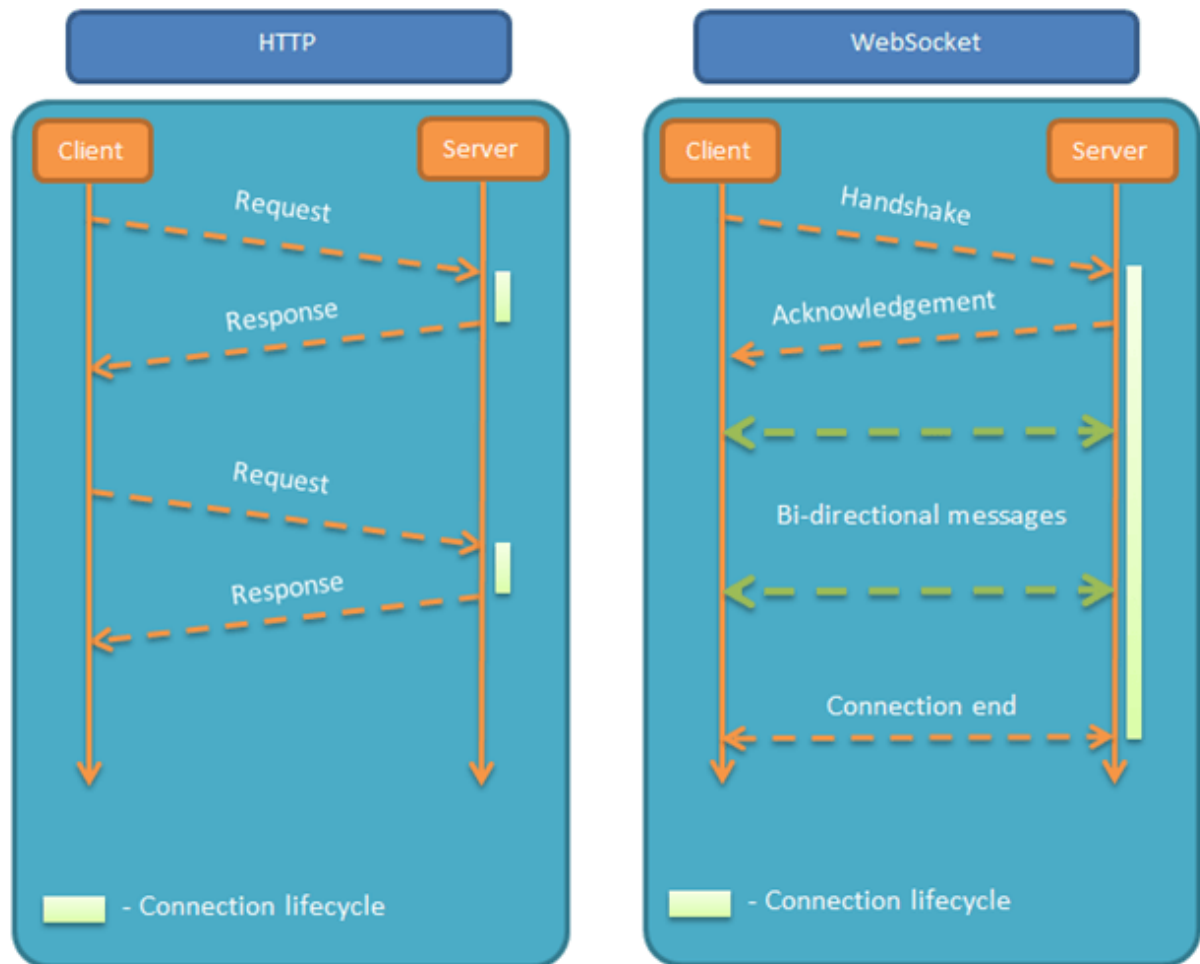 HTTP
Client
Server
Request
Response
Request
Response
- Connection lifecycle
WebSocket
Client
Server
Handshake
Acknowledgement
Bi-directional messages
Connection end
- Connection lifecycle